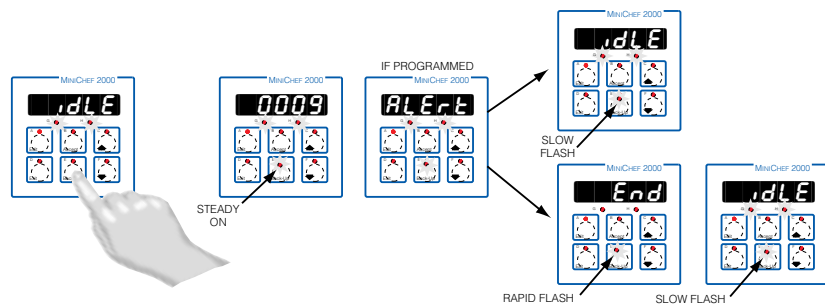 MINICHEF 2000
idLE
SLOW
FLASH
IF PROGRAMMED
MINICHEF 2000
idLE
MINICHEF 2000
0009
STEADY
ON
MINICHEF 2000
ALErt
MINICHEF 2000
End
RAPID FLASH
MINICHEF 2000
idLE
SLOW FLASH